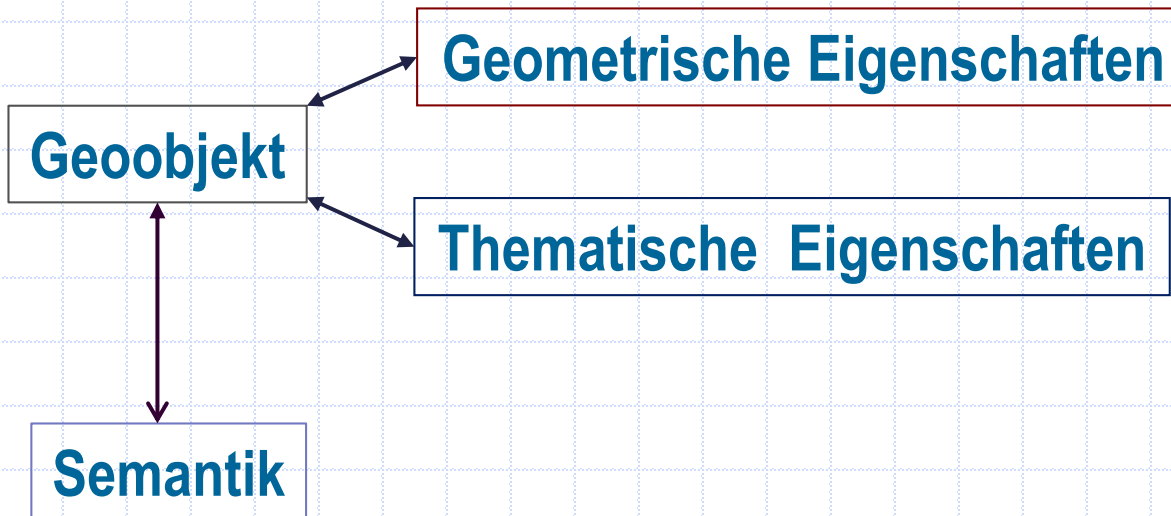 Geometrische Eigenschaften
Geoobjekt
Thematische Eigenschaften
Semantik